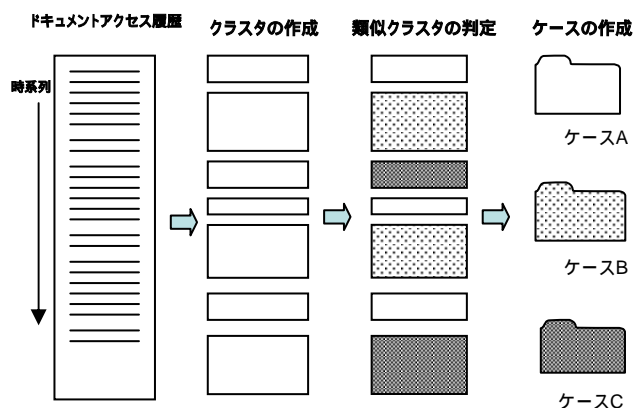 ドキュメントアクセス履歴
クラスタの作成
類似クラスタの判定
ケースの作成
時系列
ケースA
ケースB
ケースC